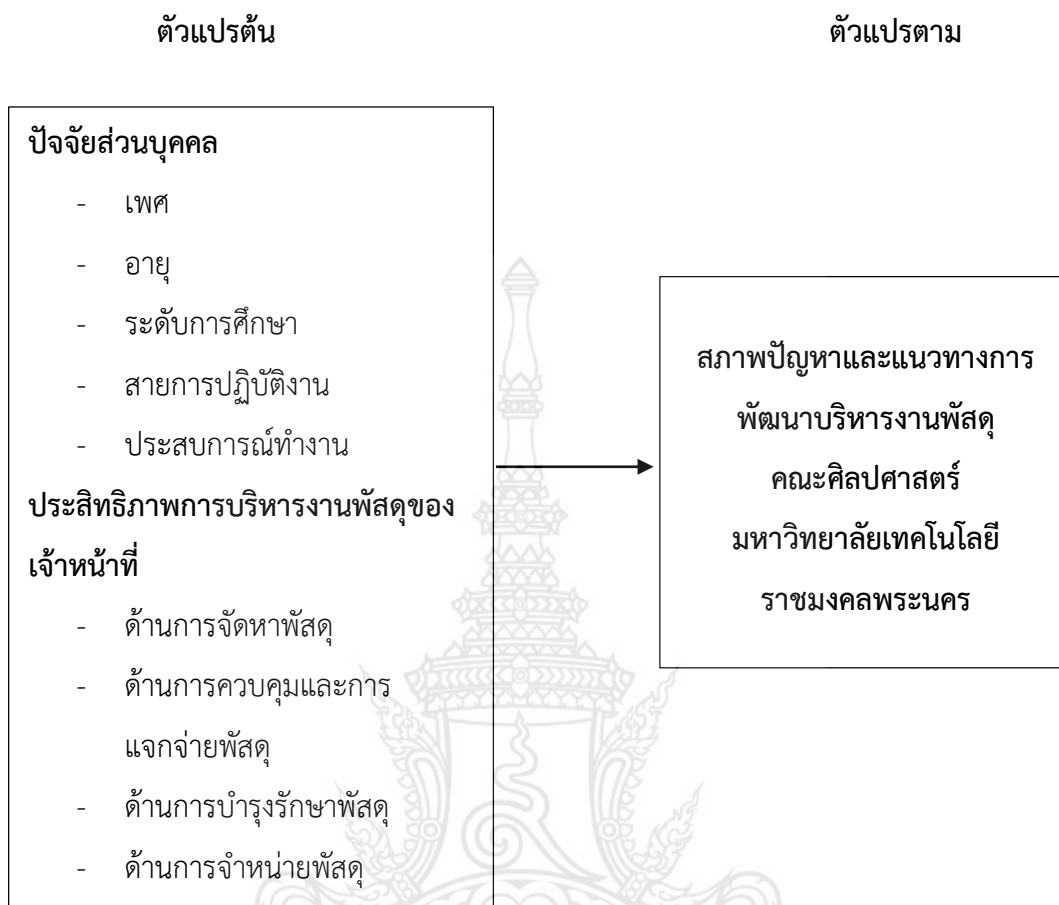 ตัวแปรต้น
ตัวแปรตาม
ปัจจัยส่วนบุคคล
- เพศ
- อายุ
- ระดับการศึกษา
- สายการปฏิบัติงาน
- ประสบการณ์ทำงาน
ประสิทธิภาพการบริหารงานพัสดุของ
เจ้าหน้าที่
- ด้านการจัดหาพัสดุ
- ด้านการควบคุมและการ
แจกจ่ายพัสดุ
- ด้านการบำรุงรักษาพัสดุ
- ด้านการจำหน่ายพัสดุ
สภาพปัญหาและแนวทางการ
พัฒนาบริหารงานพัสดุ
คณะศิลปศาสตร์
มหาวิทยาลัยเทคโนโลยี
ราชมงคลพระนคร